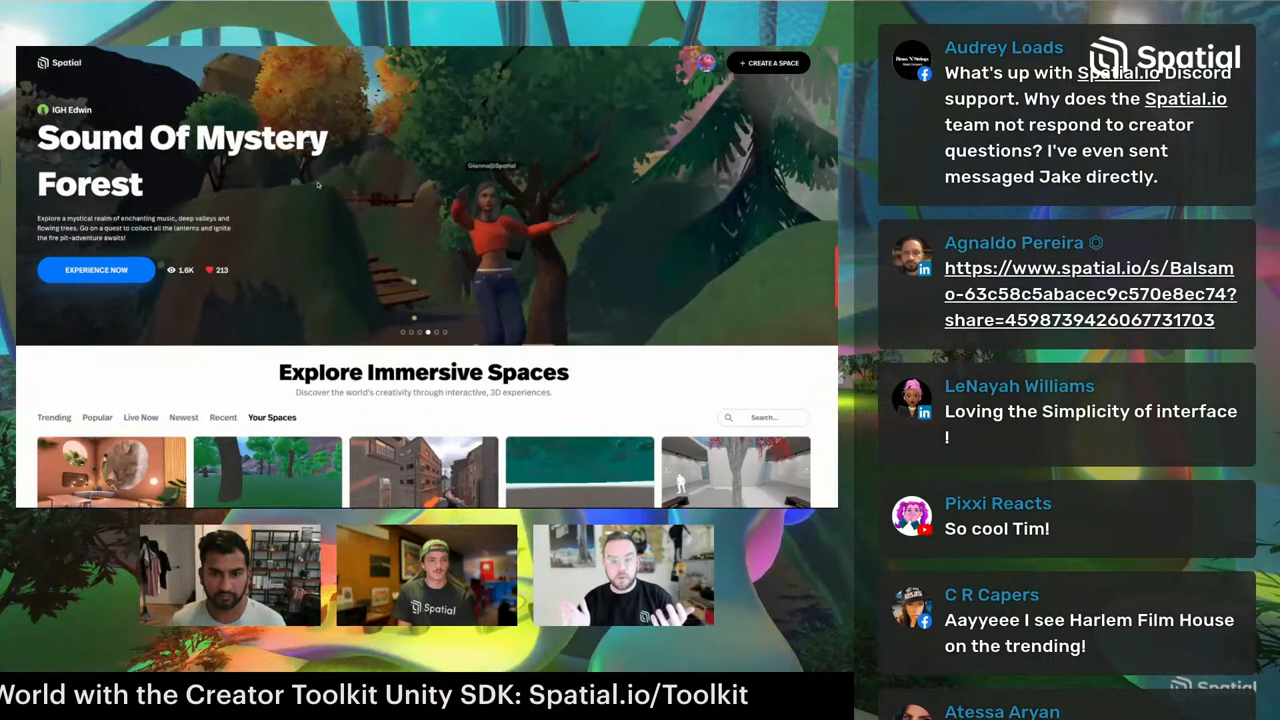 Spatial
+ CREATE A SPACE
IGH Edwin
Sound Of Mystery
Forest
Gianna@Spatial
Explore a mystical realm of enchanting music, deep valleys and
flowing trees. Go on a quest to collect all the lanterns and ignite
the fire pit-adventure awaits!
EXPERIENCE NOW
1.6K
213
Explore Immersive Spaces
Discover the world's creativity through interactive, 3D experiences.
Trending
Popular
Live Now
Newest
Recent
Your Spaces
Search...
Spatial
World with the Creator Toolkit Unity SDK: Spatial.io/Toolkit
Spatial
Audrey Loads
What's up with Spatial.io Discord
support. Why does the Spatial.io
team not respond to creator
questions? I've even sent
messaged Jake directly.
Agnaldo Pereira
https://www.spatial.io/s/Balsam
o-63c58c5abacec9c570e8ec74?
share=4598739426067731703
LeNayah Williams
Loving the Simplicity of interface
!
Pixxi Reacts
So cool Tim!
C R Capers
Aayyeee I see Harlem Film House
on the trending!
Spatial
Atessa Aryan